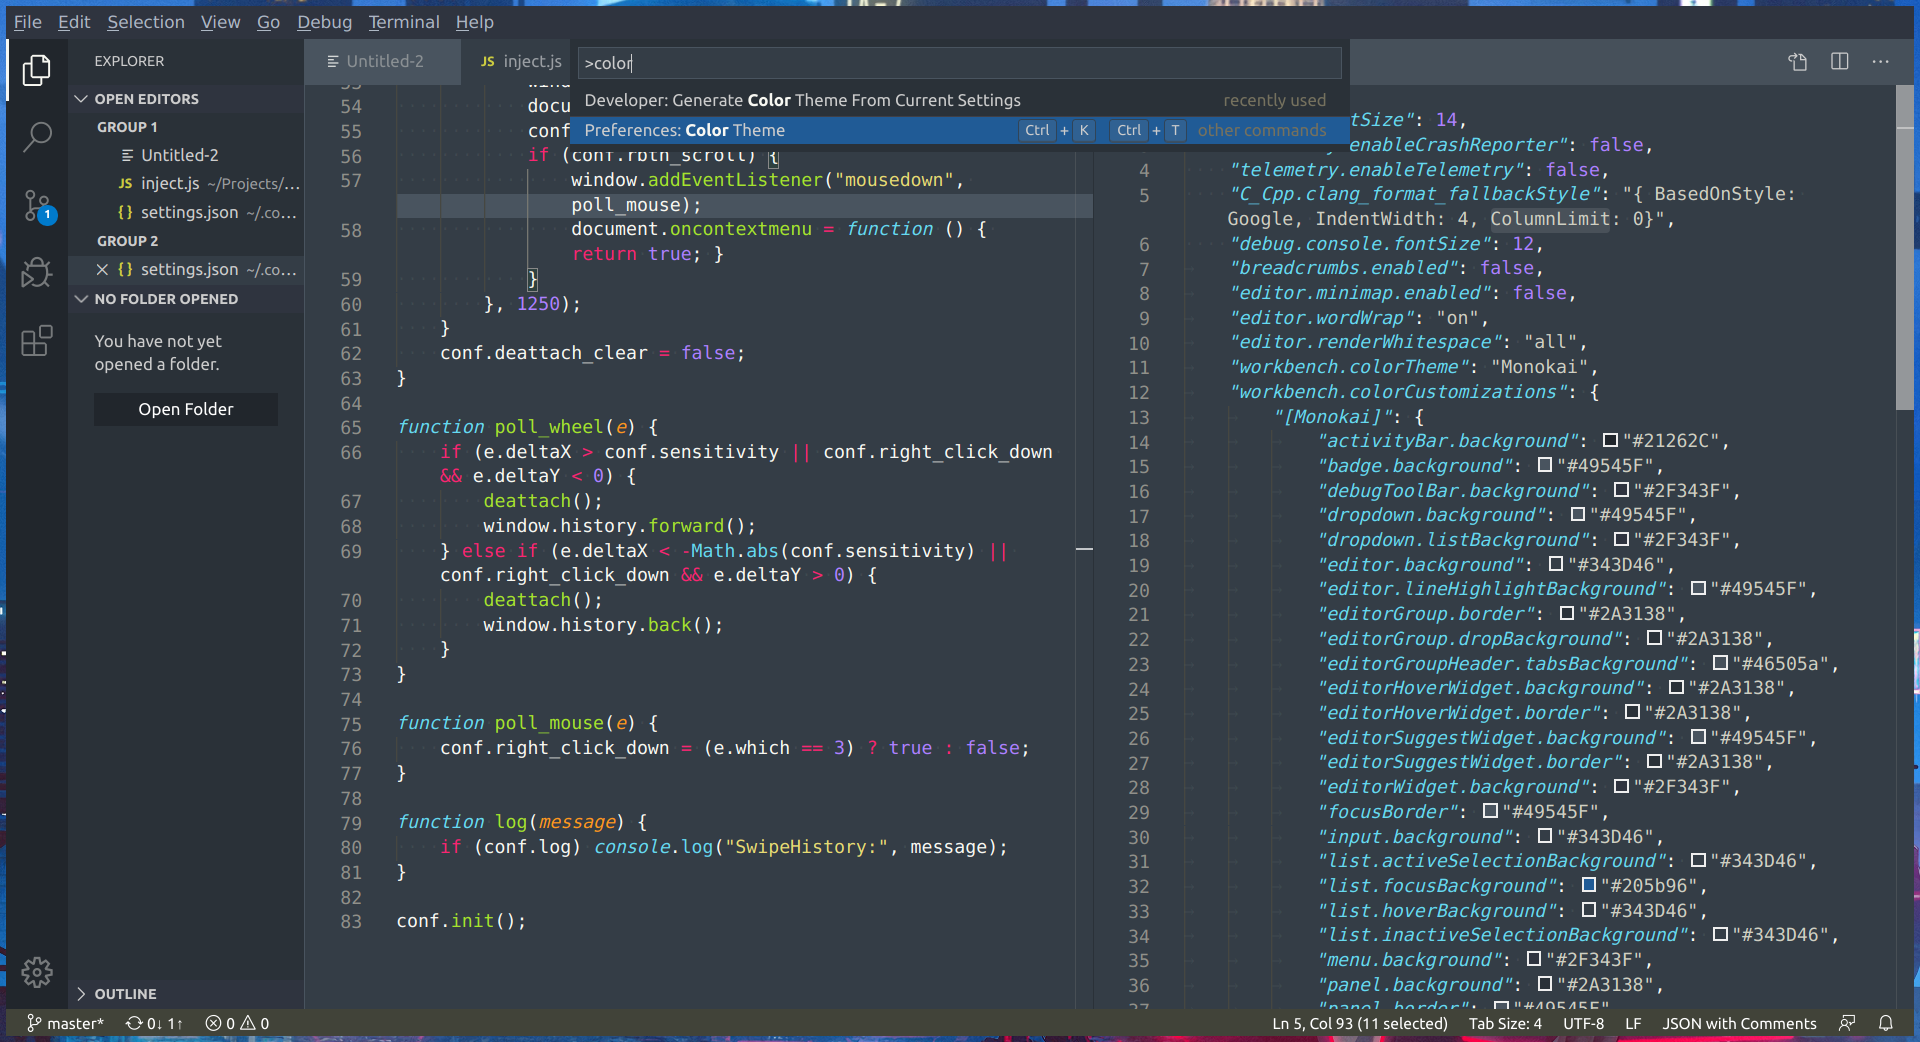 File Edit Selection View Go Debug Terminal Help
EXPLORER
OPEN EDITORS
GROUP 1
Untitled-2
JS inject.js ~/Projects/...
{} settings.json ~/.co...
GROUP 2
{} settings.json ~/.co...
NO FOLDER OPENED
You have not yet
opened a folder.
Open Folder
OUTLINE
1
Untitled-2
JS inject.js
>color
Developer: Generate Color Theme From Current Settings recently used
Preferences: Color Theme Ctrl + K Ctrl + T other commands
54 docu
55 conf
56 if (conf.rbtn_scroll) {
57 window.addEventListener("mousedown",
poll_mouse);
58 document.oncontextmenu = function () {
return true; }
59 }
60 }, 1250);
61 }
62 conf.deattach_clear = false;
63 }
64
65 function poll_wheel(e) {
66 if (e.deltaX > conf.sensitivity || conf.right_click_down
&& e.deltaY < 0) {
67 deattach();
68 window.history.forward();
69 } else if (e.deltaX < -Math.abs(conf.sensitivity) ||
conf.right_click_down && e.deltaY > 0) {
70 deattach();
71 window.history.back();
72 }
73 }
74
75 function poll_mouse(e) {
76 conf.right_click_down = (e.which == 3) ? true : false;
77 }
78
79 function log(message) {
80 if (conf.log) console.log("SwipeHistory:", message);
81 }
82
83 conf.init();
tSize": 14,
.enableCrashReporter": false,
4 "telemetry.enableTelemetry": false,
5 "C_Cpp.clang_format_fallbackStyle": "{ BasedOnStyle:
Google, IndentWidth: 4, ColumnLimit: 0}",
6 "debug.console.fontSize": 12,
7 "breadcrumbs.enabled": false,
8 "editor.minimap.enabled": false,
9 "editor.wordWrap": "on",
10 "editor.renderWhitespace": "all",
11 "workbench.colorTheme": "Monokai",
12 "workbench.colorCustomizations": {
13 "[Monokai]": {
14 "activityBar.background": "#21262C",
15 "badge.background": "#49545F",
16 "debugToolBar.background": "#2F343F",
17 "dropdown.background": "#49545F",
18 "dropdown.listBackground": "#2F343F",
19 "editor.background": "#343D46",
20 "editor.lineHighlightBackground": "#49545F",
21 "editorGroup.border": "#2A3138",
22 "editorGroup.dropBackground": "#2A3138",
23 "editorGroupHeader.tabsBackground": "#46505a",
24 "editorHoverWidget.background": "#2A3138",
25 "editorHoverWidget.border": "#2A3138",
26 "editorSuggestWidget.background": "#49545F",
27 "editorSuggestWidget.border": "#2A3138",
28 "editorWidget.background": "#2F343F",
29 "focusBorder": "#49545F",
30 "input.background": "#343D46",
31 "list.activeSelectionBackground": "#343D46",
32 "list.focusBackground": "#205b96",
33 "list.hoverBackground": "#343D46",
34 "list.inactiveSelectionBackground": "#343D46",
35 "menu.background": "#2F343F",
36 "panel.background": "#2A3138",
37 "panel.border": "#49545F"
master* 0↓ 1↑ 0 0
Ln 5, Col 93 (11 selected) Tab Size: 4 UTF-8 LF JSON with Comments